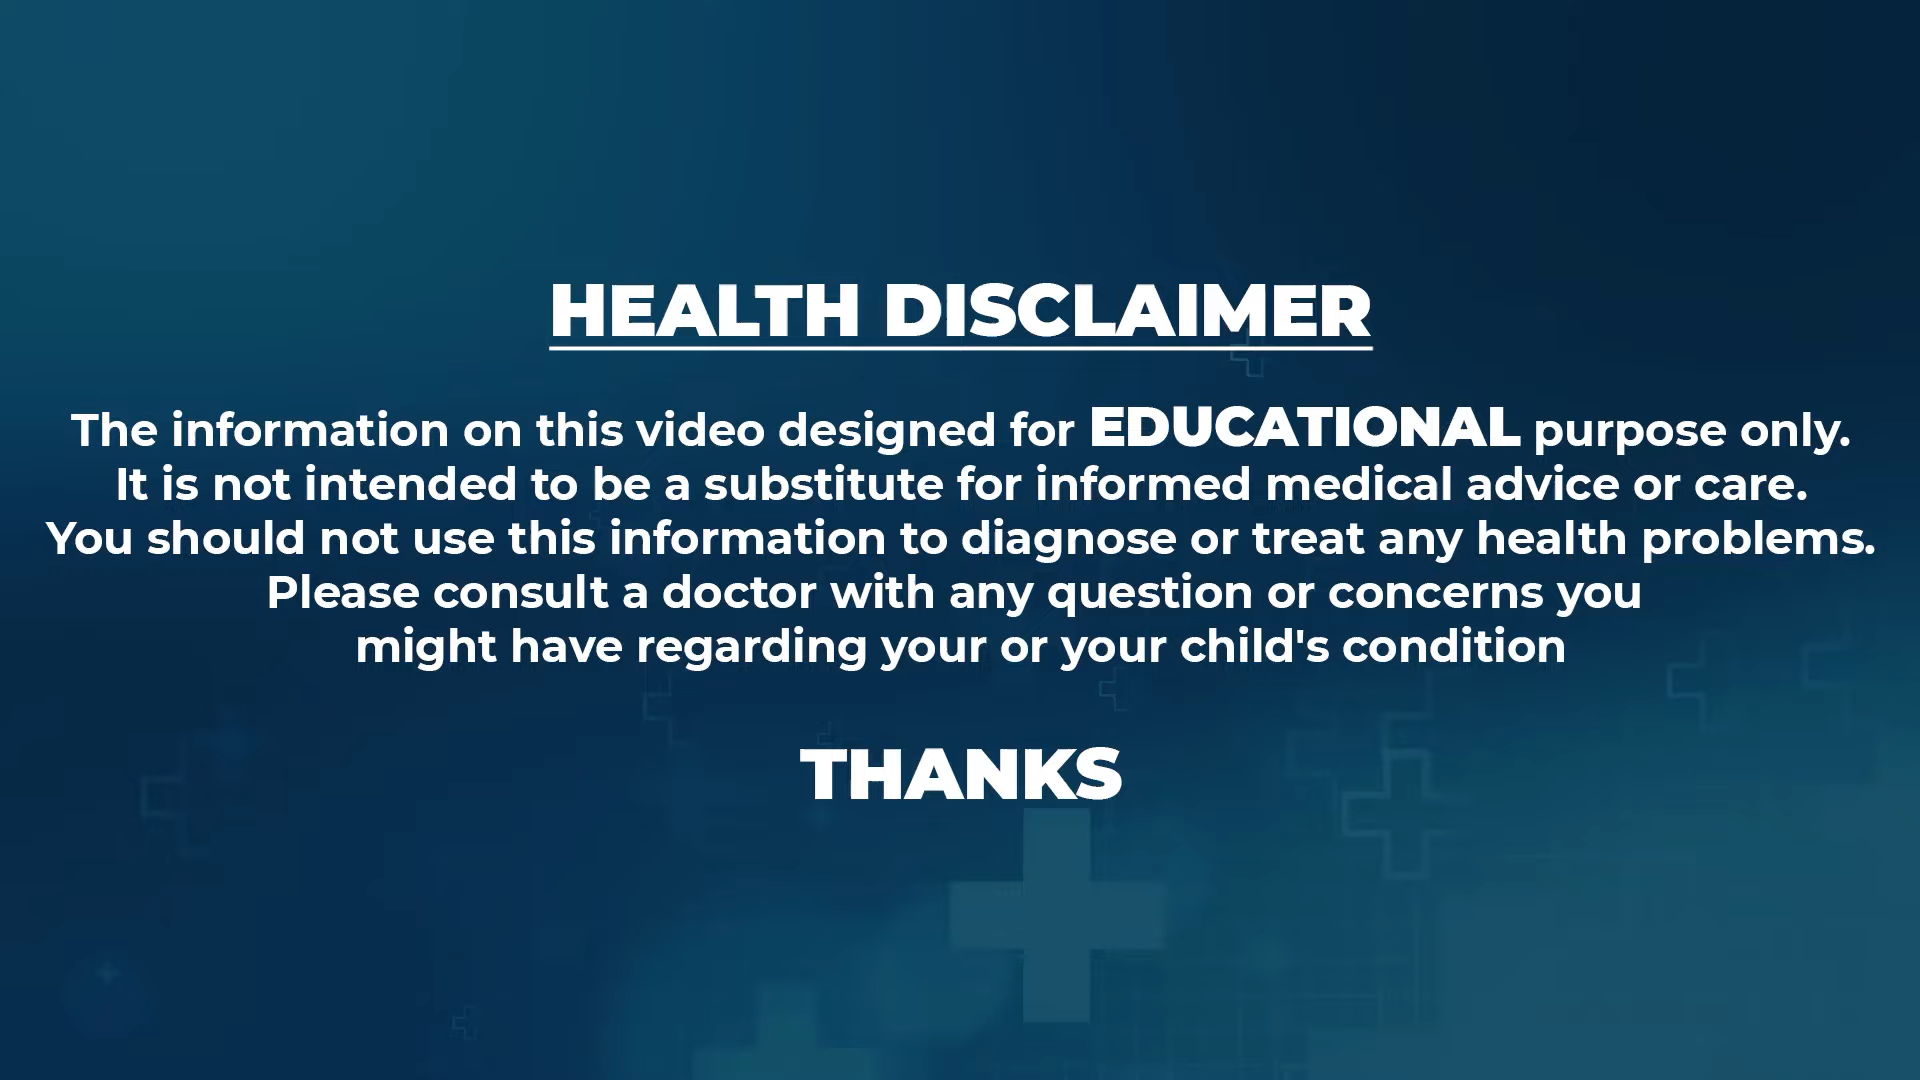 HEALTH DISCLAIMER
The information on this video designed for EDUCATIONAL purpose only.
It is not intended to be a substitute for informed medical advice or care.
You should not use this information to diagnose or treat any health problems.
Please consult a doctor with any question or concerns you
might have regarding your or your child's condition
THANKS